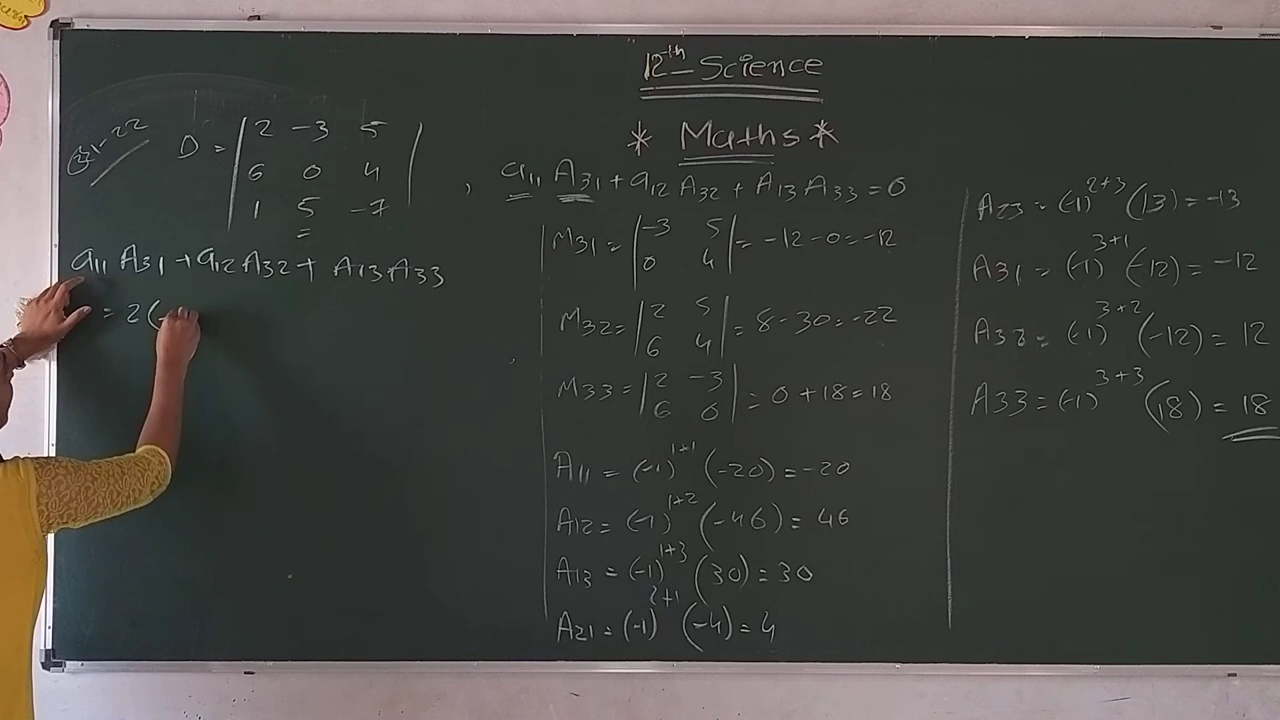 12th Science
* Maths *
D = | 2 -3 5 |
| 6 0 4 |
| 1 5 -7 |
, a11 A31 + a12 A32 + A13 A33 = 0
a11 A31 + a12 A32 + A13 A33
= 2(-
M31 = | -3 5 | = -12-0 = -12
| 0 4 |
M32 = | 2 5 | = 8-30 = -22
| 6 4 |
M33 = | 2 -3 | = 0+18 = 18
| 6 0 |
A11 = (-1)^1+1 (-20) = -20
A12 = (-1)^1+2 (-46) = 46
A13 = (-1)^1+3 (30) = 30
A21 = (-1)^2+1 (-4) = 4
A23 = (-1)^2+3 (13) = -13
A31 = (-1)^3+1 (-12) = -12
(-1)^3+2 (-12) = 12
A33 = (-1)^3+3 (18) = 18